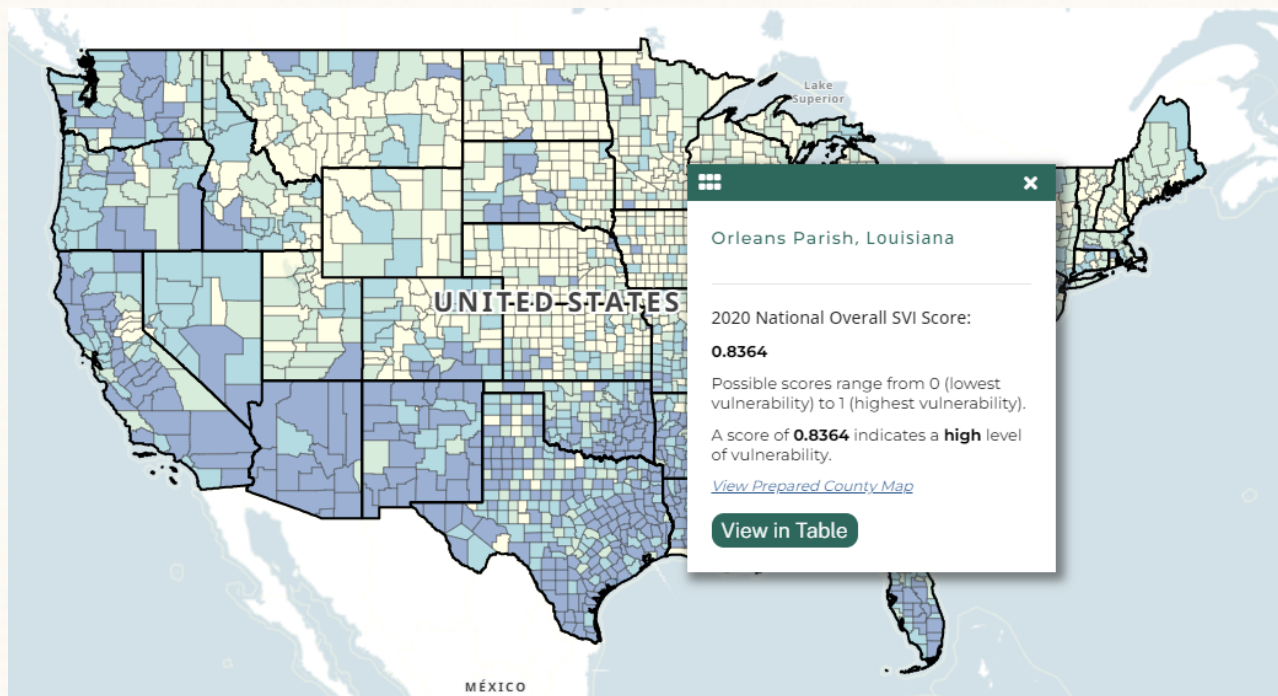 Lake
Superior
Orleans Parish, Louisiana
UNITED STATES
2020 National Overall SVI Score:
0.8364
Possible scores range from 0 (lowest
vulnerability) to 1 (highest vulnerability).
A score of 0.8364 indicates a high level
of vulnerability.
View Prepared County Map
View in Table
MÉXICO